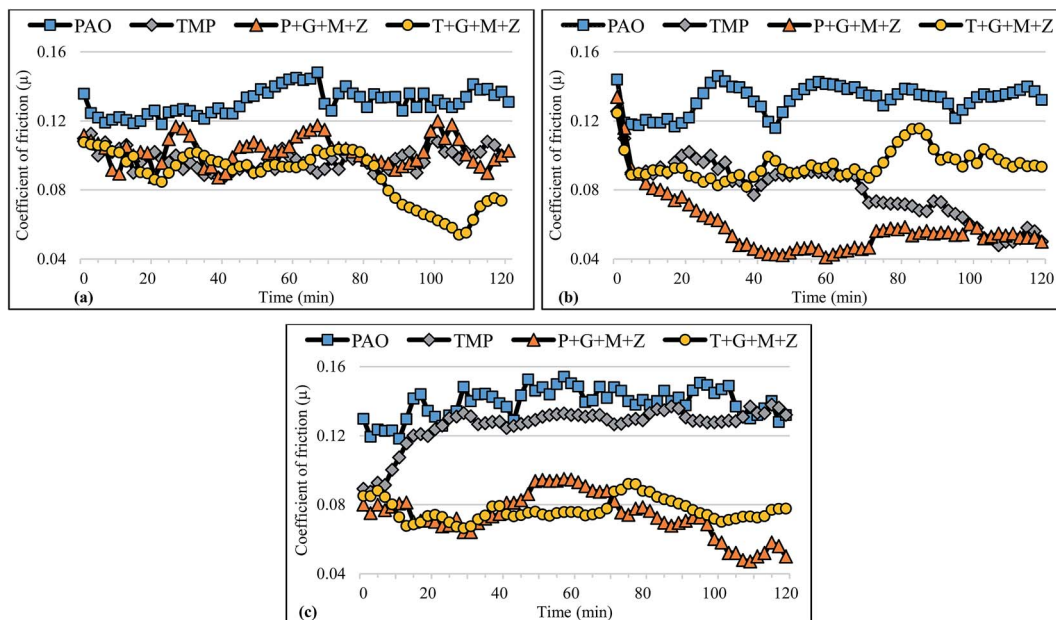 PAO TMP P+G+M+Z T+G+M+Z
0.16
0.12
0.08
0.04
Coefficient of friction (μ)
0 20 40 60 80 100 120
Time (min)
(a)
PAO TMP P+G+M+Z T+G+M+Z
0.16
0.12
0.08
0.04
Coefficient of friction (μ)
0 20 40 60 80 100 120
Time (min)
(b)
PAO TMP P+G+M+Z T+G+M+Z
0.16
0.12
0.08
0.04
Coefficient of friction (μ)
0 20 40 60 80 100 120
Time (min)
(c)